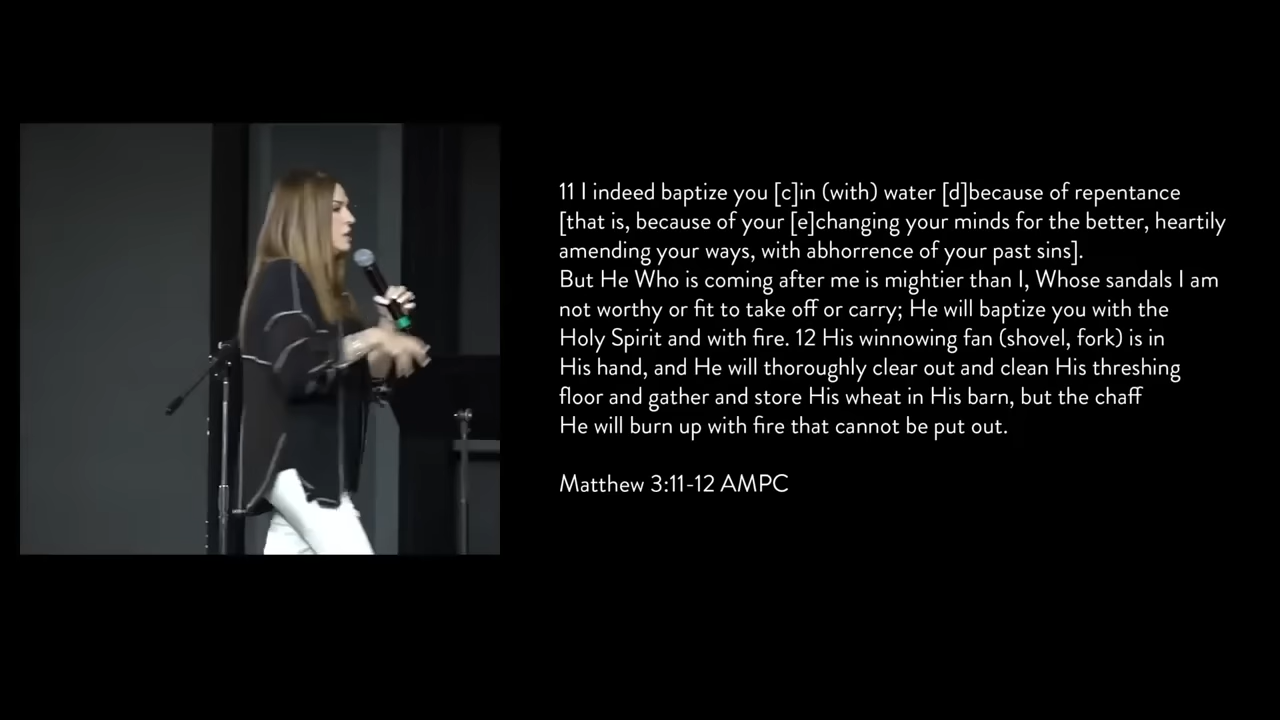 11 I indeed baptize you [c]in (with) water [d]because of repentance
[that is, because of your [e]changing your minds for the better, heartily
amending your ways, with abhorrence of your past sins].
But He Who is coming after me is mightier than I, Whose sandals I am
not worthy or fit to take off or carry; He will baptize you with the
Holy Spirit and with fire. 12 His winnowing fan (shovel, fork) is in
His hand, and He will thoroughly clear out and clean His threshing
floor and gather and store His wheat in His barn, but the chaff
He will burn up with fire that cannot be put out.
Matthew 3:11-12 AMPC